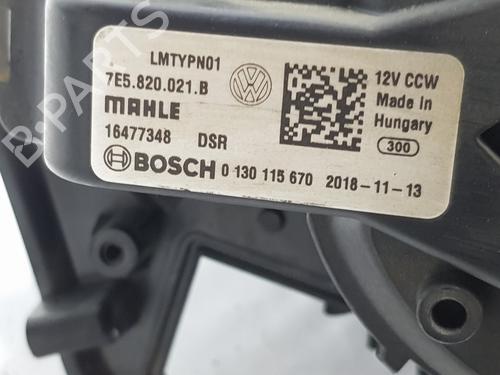 LMTYPN01
7E5.820.021.B
12V CCW
MAHLE
Made in
Hungary
16477348 DSR
300
BOSCH 0 130 115 670 2018-11-13
B-PARTS